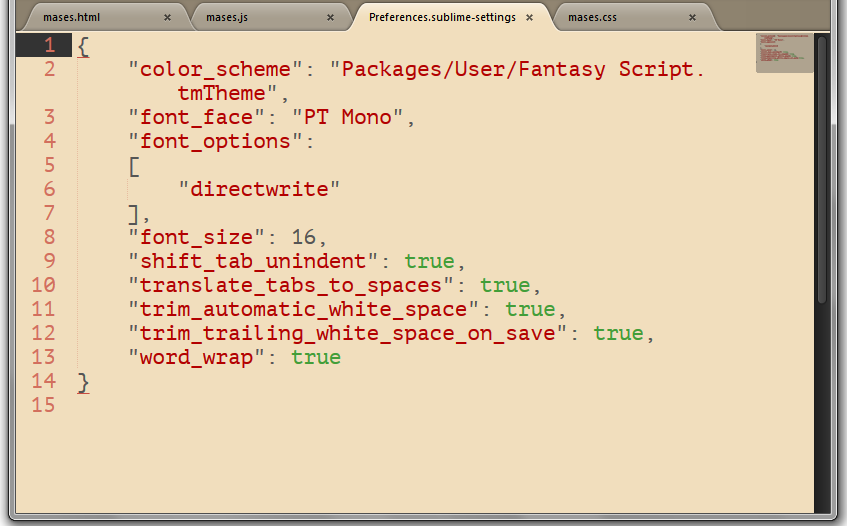 mases.html × mases.js × Preferences.sublime-settings × mases.css ×
1 {
2 "color_scheme": "Packages/User/Fantasy Script.
tmTheme",
3 "font_face": "PT Mono",
4 "font_options":
5 [
6 "directwrite"
7 ],
8 "font_size": 16,
9 "shift_tab_unindent": true,
10 "translate_tabs_to_spaces": true,
11 "trim_automatic_white_space": true,
12 "trim_trailing_white_space_on_save": true,
13 "word_wrap": true
14 }
15